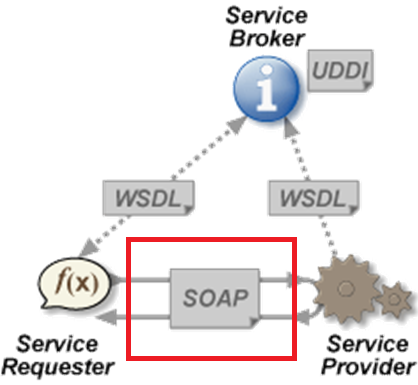 Service
Broker
UDDI
i
WSDL
WSDL
f(x)
SOAP
Service
Requester
Service
Provider